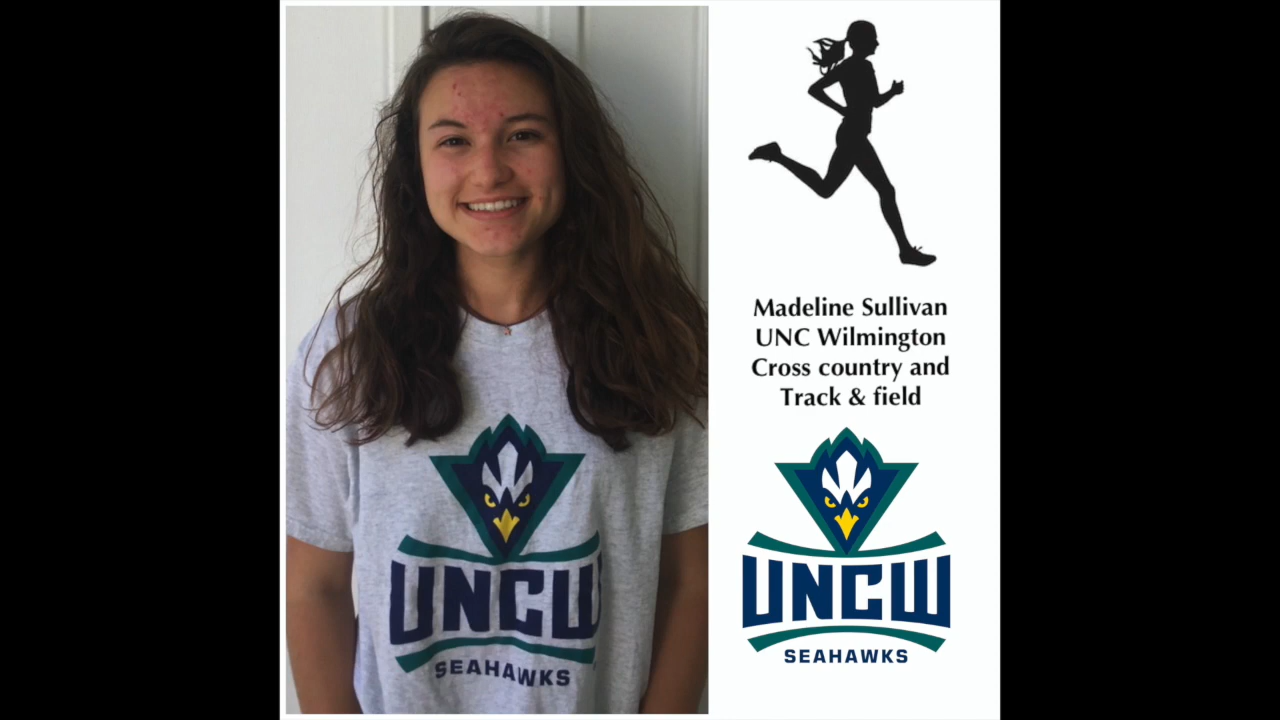 Madeline Sullivan
UNC Wilmington
Cross country and
Track & field
UNCW
SEAHAWKS
UNCW
SEAHAWKS